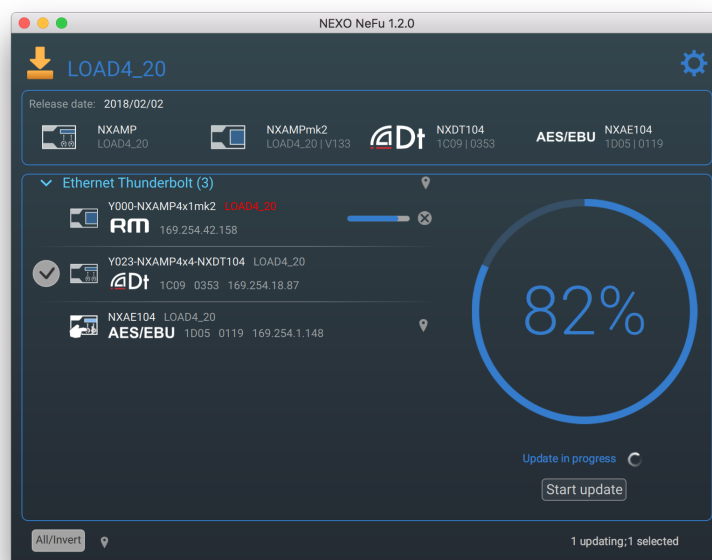 NEXO NeFu 1.2.0
LOAD4_20
Release date: 2018/02/02
NXAMP
LOAD4_20
NXAMPmk2
LOAD4_20 | V133
Dt
NXDT104
1C09 | 0353
AES/EBU
NXAE104
1D05 | 0119
Ethernet Thunderbolt (3)
Y000-NXAMP4x1mk2 LOAD4_20
RM 169.254.42.158
Y023-NXAMP4x4-NXDT104 LOAD4_20
Dt 1C09 0353 169.254.18.87
NXAE104 LOAD4_20
AES/EBU 1D05 0119 169.254.1.148
82%
Update in progress
Start update
All/Invert
1 updating;1 selected